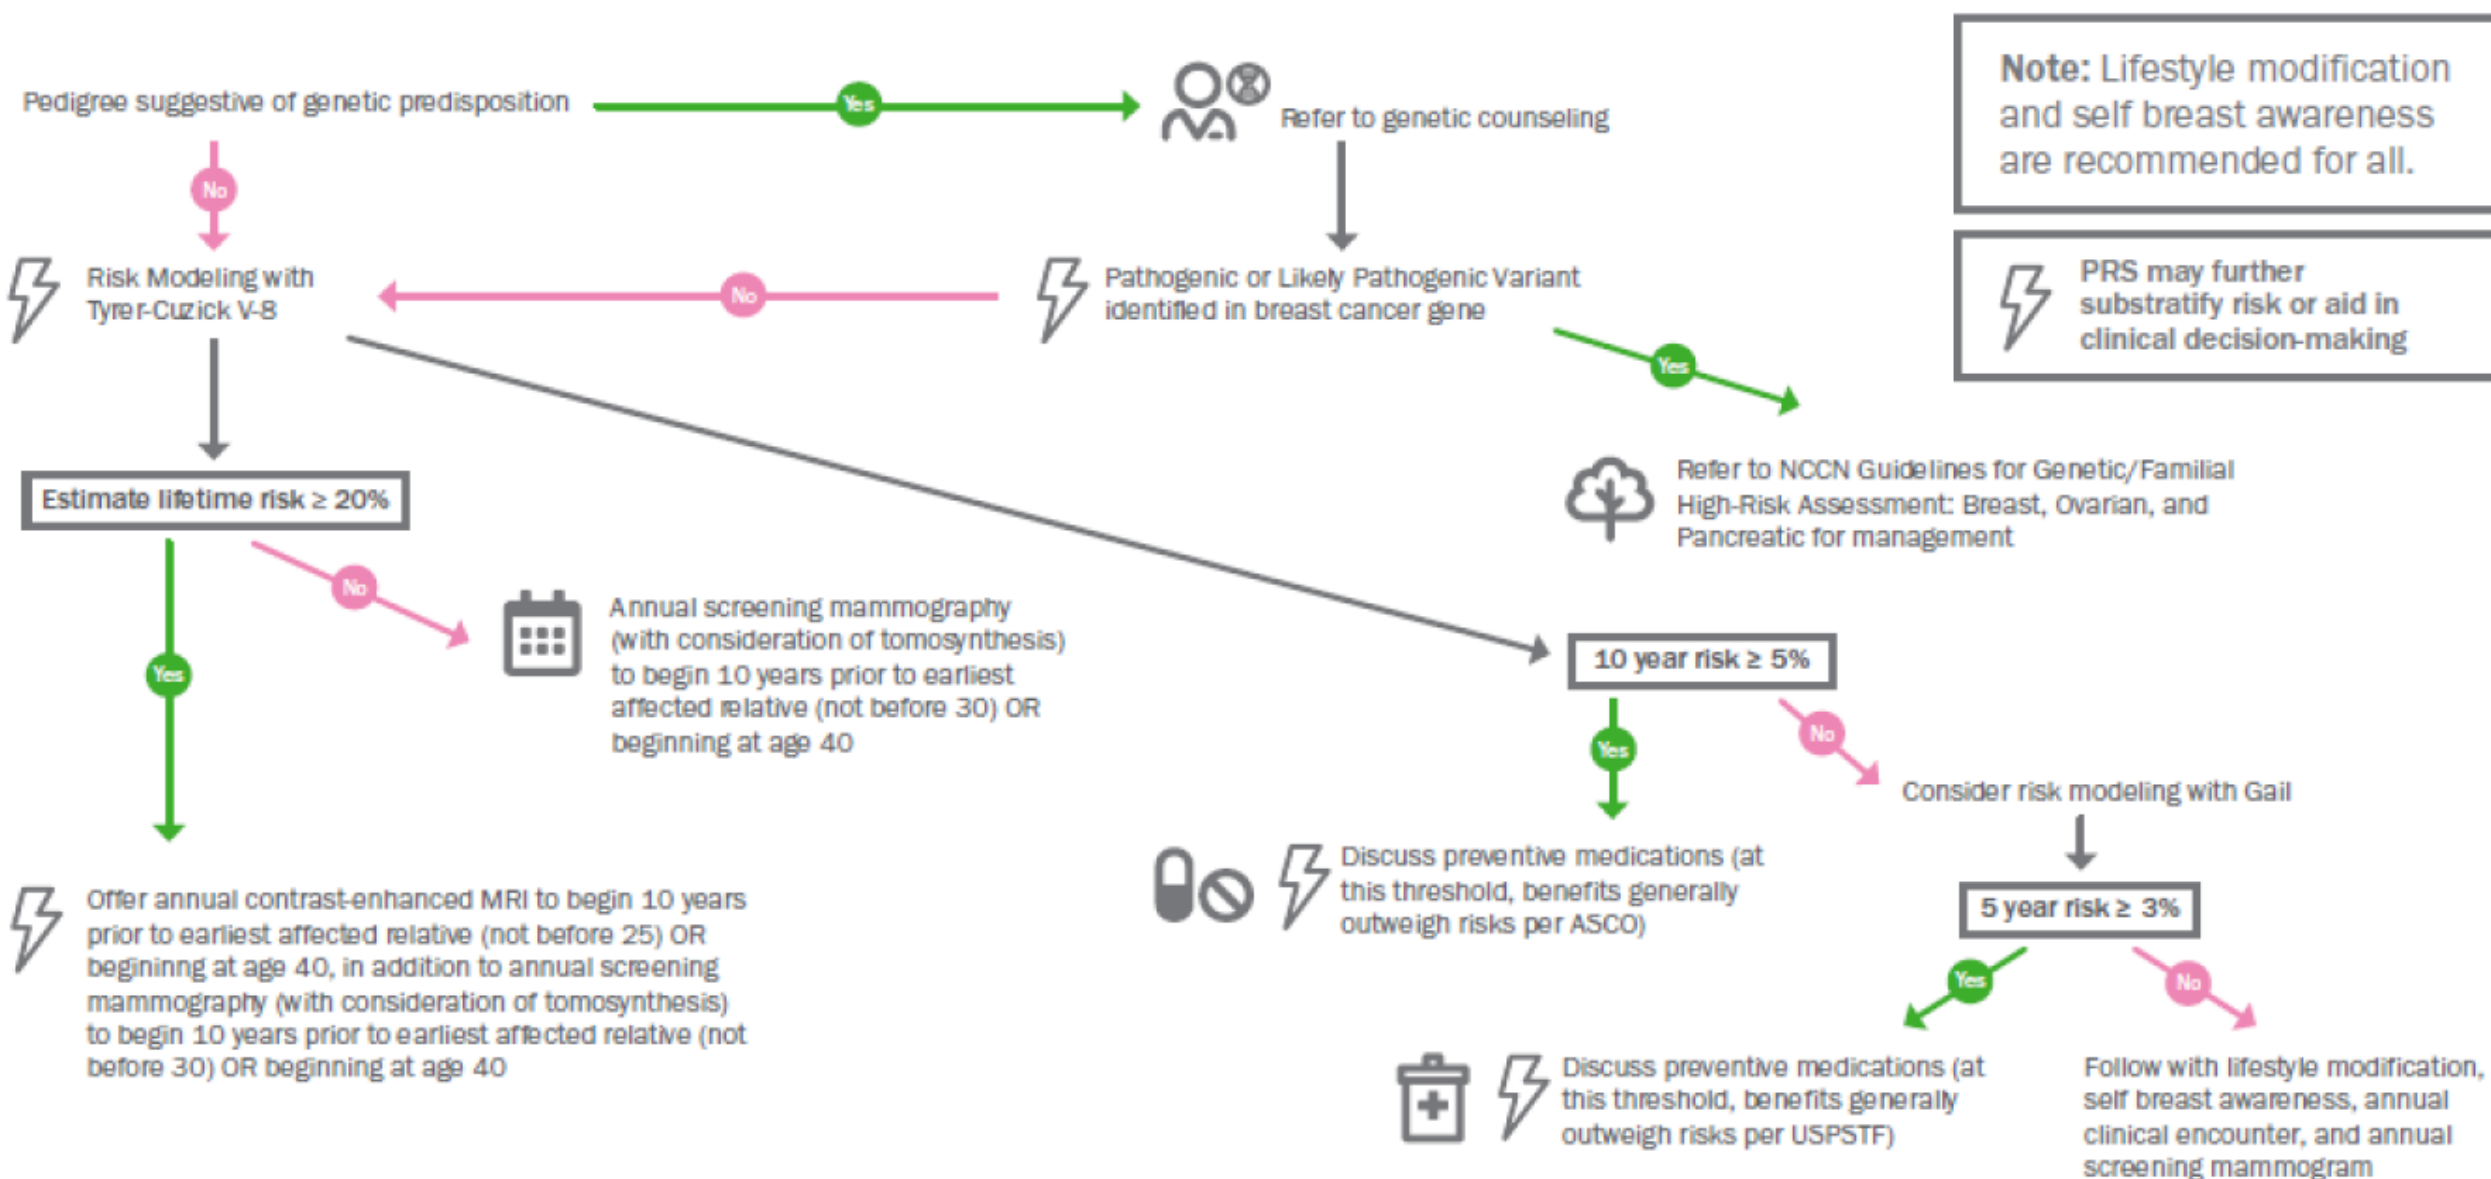 Pedigree suggestive of genetic predisposition
Yes
Refer to genetic counseling
Note: Lifestyle modification
and self breast awareness
are recommended for all.
No
Risk Modeling with
Tyrer-Cuzick V-8
No
Pathogenic or Likely Pathogenic Variant
identified in breast cancer gene
PRS may further
substratify risk or aid in
clinical decision-making
Yes
Estimate lifetime risk ≥ 20%
Refer to NCCN Guidelines for Genetic/Familial
High-Risk Assessment: Breast, Ovarian, and
Pancreatic for management
No
Annual screening mammography
(with consideration of tomosynthesis)
to begin 10 years prior to earliest
affected relative (not before 30) OR
beginning at age 40
Yes
10 year risk ≥ 5%
Yes
No
Consider risk modeling with Gail
Discuss preventive medications (at
this threshold, benefits generally
outweigh risks per ASCO)
5 year risk ≥ 3%
Offer annual contrast-enhanced MRI to begin 10 years
prior to earliest affected relative (not before 25) OR
begininng at age 40, in addition to annual screening
mammography (with consideration of tomosynthesis)
to begin 10 years prior to earliest affected relative (not
before 30) OR beginning at age 40
Yes
No
Discuss preventive medications (at
this threshold, benefits generally
outweigh risks per USPSTF)
Follow with lifestyle modification,
self breast awareness, annual
clinical encounter, and annual
screening mammogram